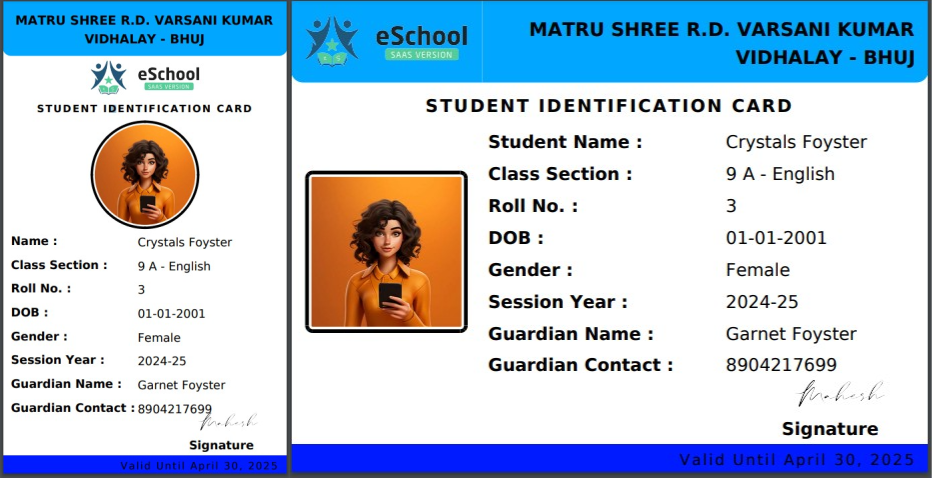 MATRU SHREE R.D. VARSANI KUMAR
VIDHALAY - BHUJ
eSchool
SAAS VERSION
STUDENT IDENTIFICATION CARD
Name : Crystals Foyster
Class Section : 9 A - English
Roll No. : 3
DOB : 01-01-2001
Gender : Female
Session Year : 2024-25
Guardian Name : Garnet Foyster
Guardian Contact : 8904217699
Mahesh
Signature
Valid Until April 30, 2025
eSchool
SAAS VERSION
MATRU SHREE R.D. VARSANI KUMAR
VIDHALAY - BHUJ
STUDENT IDENTIFICATION CARD
Student Name : Crystals Foyster
Class Section : 9 A - English
Roll No. : 3
DOB : 01-01-2001
Gender : Female
Session Year : 2024-25
Guardian Name : Garnet Foyster
Guardian Contact : 8904217699
Mahesh
Signature
Valid Until April 30, 2025